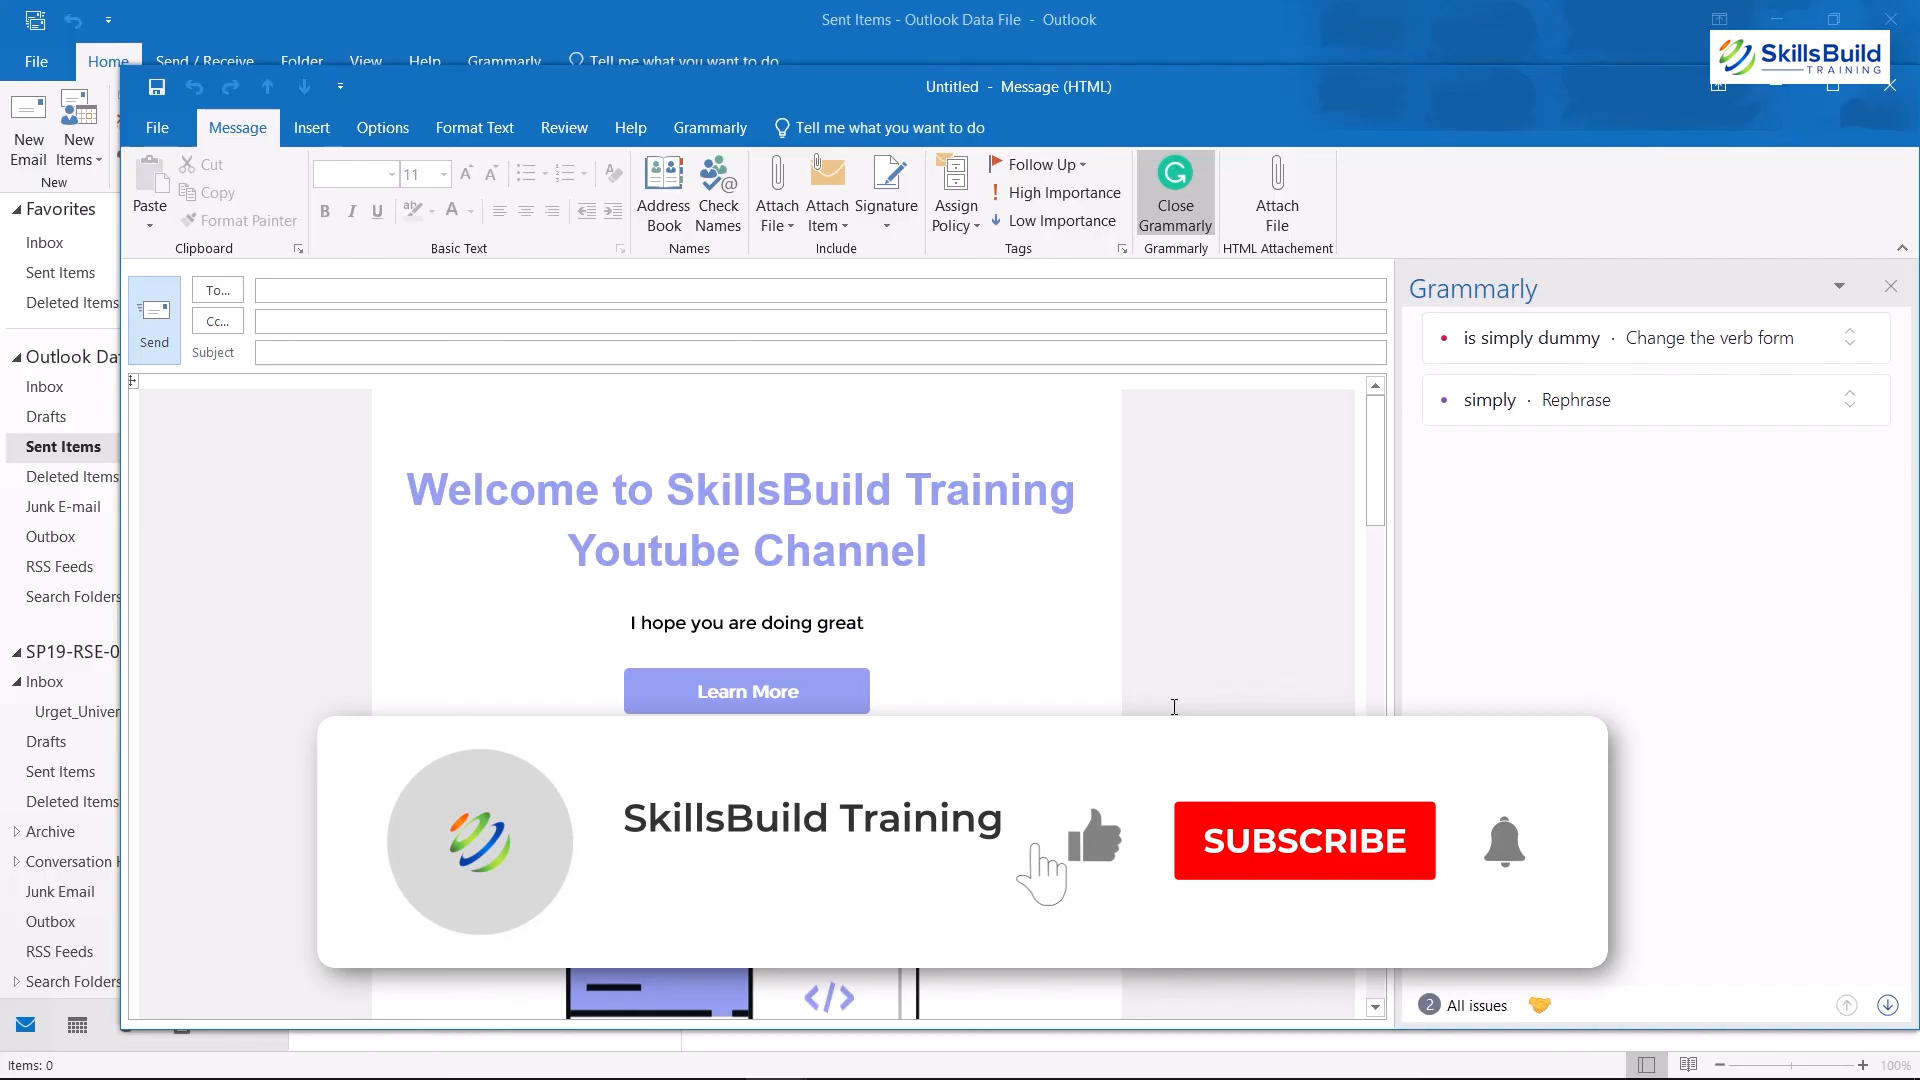 Sent Items - Outlook Data File - Outlook
File
Home
Send / Receive
Folder
View
Help
Grammarly
Tell me what you want to do
SkillsBuild
TRAINING
Untitled - Message (HTML)
File
Message
Insert
Options
Format Text
Review
Help
Grammarly
Tell me what you want to do
New
Email
New
Items
New
Paste
Cut
Copy
Format Painter
Clipboard
11
B I U
A
Basic Text
Address
Book
Check
Names
Names
Attach
File
Attach
Item
Signature
Include
Assign
Policy
Follow Up
High Importance
Low Importance
Tags
Close
Grammarly
Grammarly
Attach
File
HTML Attachement
Favorites
Inbox
Sent Items
Deleted Items
Outlook Da
Inbox
Drafts
Sent Items
Deleted Items
Junk E-mail
Outbox
RSS Feeds
Search Folders
SP19-RSE-0
Inbox
Urget_Univer
Drafts
Sent Items
Deleted Items
Archive
Conversation H
Junk Email
Outbox
RSS Feeds
Search Folders
Send
To...
Cc...
Subject
Welcome to SkillsBuild Training
Youtube Channel
I hope you are doing great
Learn More
SkillsBuild Training
SUBSCRIBE
</>
Grammarly
is simply dummy · Change the verb form
simply · Rephrase
2 All issues
Items: 0
100%